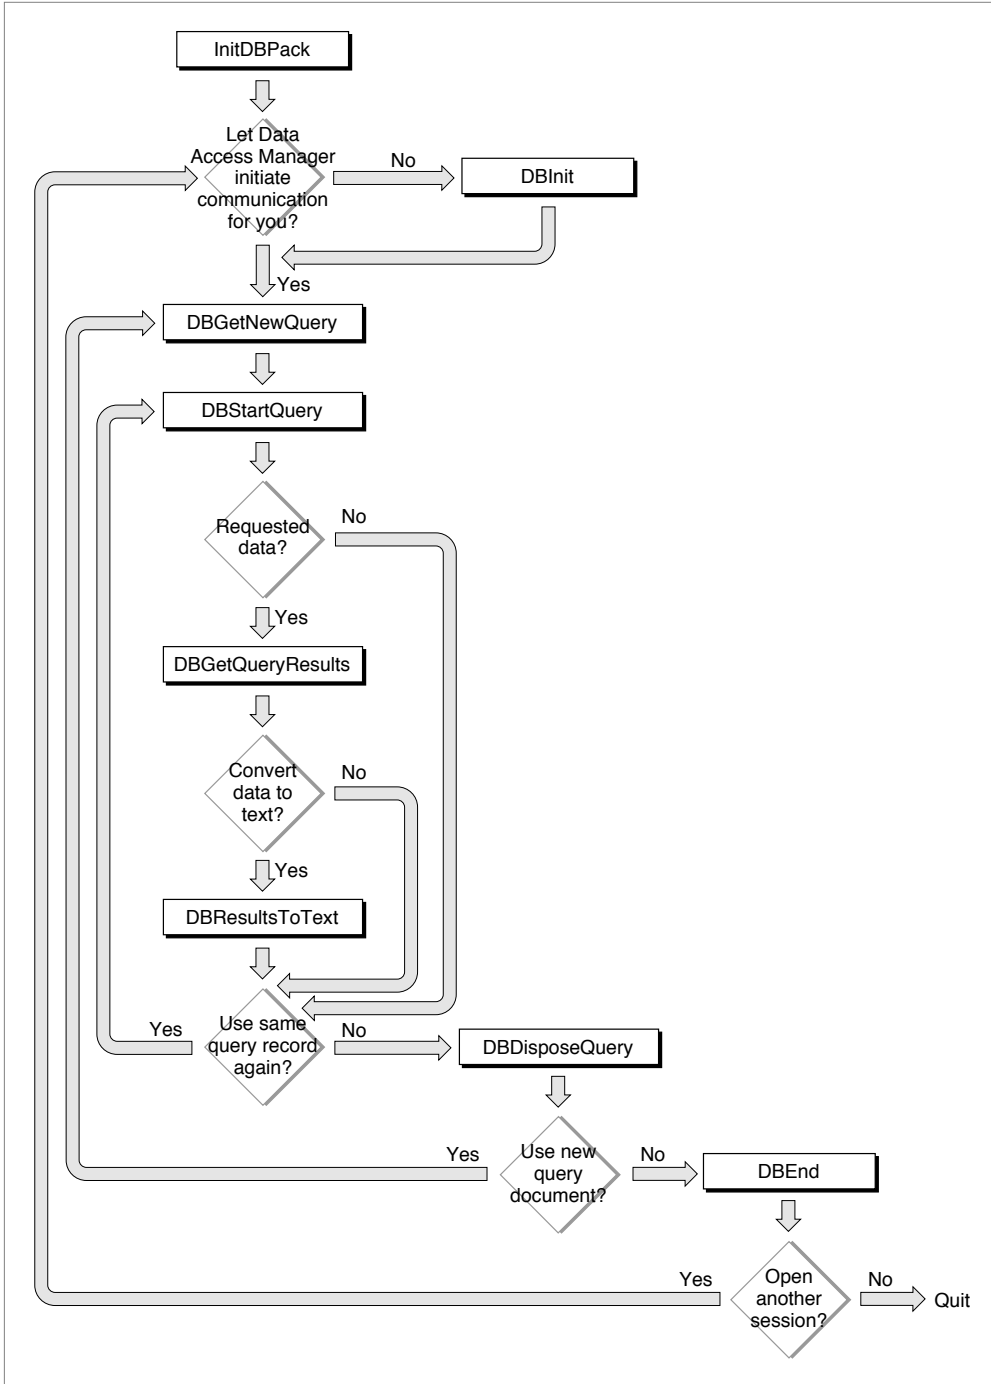 InitDBPack
Let Data
Access Manager
initiate
communication
for you?
No
DBInit
Yes
DBGetNewQuery
DBStartQuery
Requested
data?
No
Yes
DBGetQueryResults
Convert
data to
text?
No
Yes
DBResultsToText
Yes
Use same
query record
again?
No
DBDisposeQuery
Yes
Use new
query
document?
No
DBEnd
Yes
Open
another
session?
No
Quit